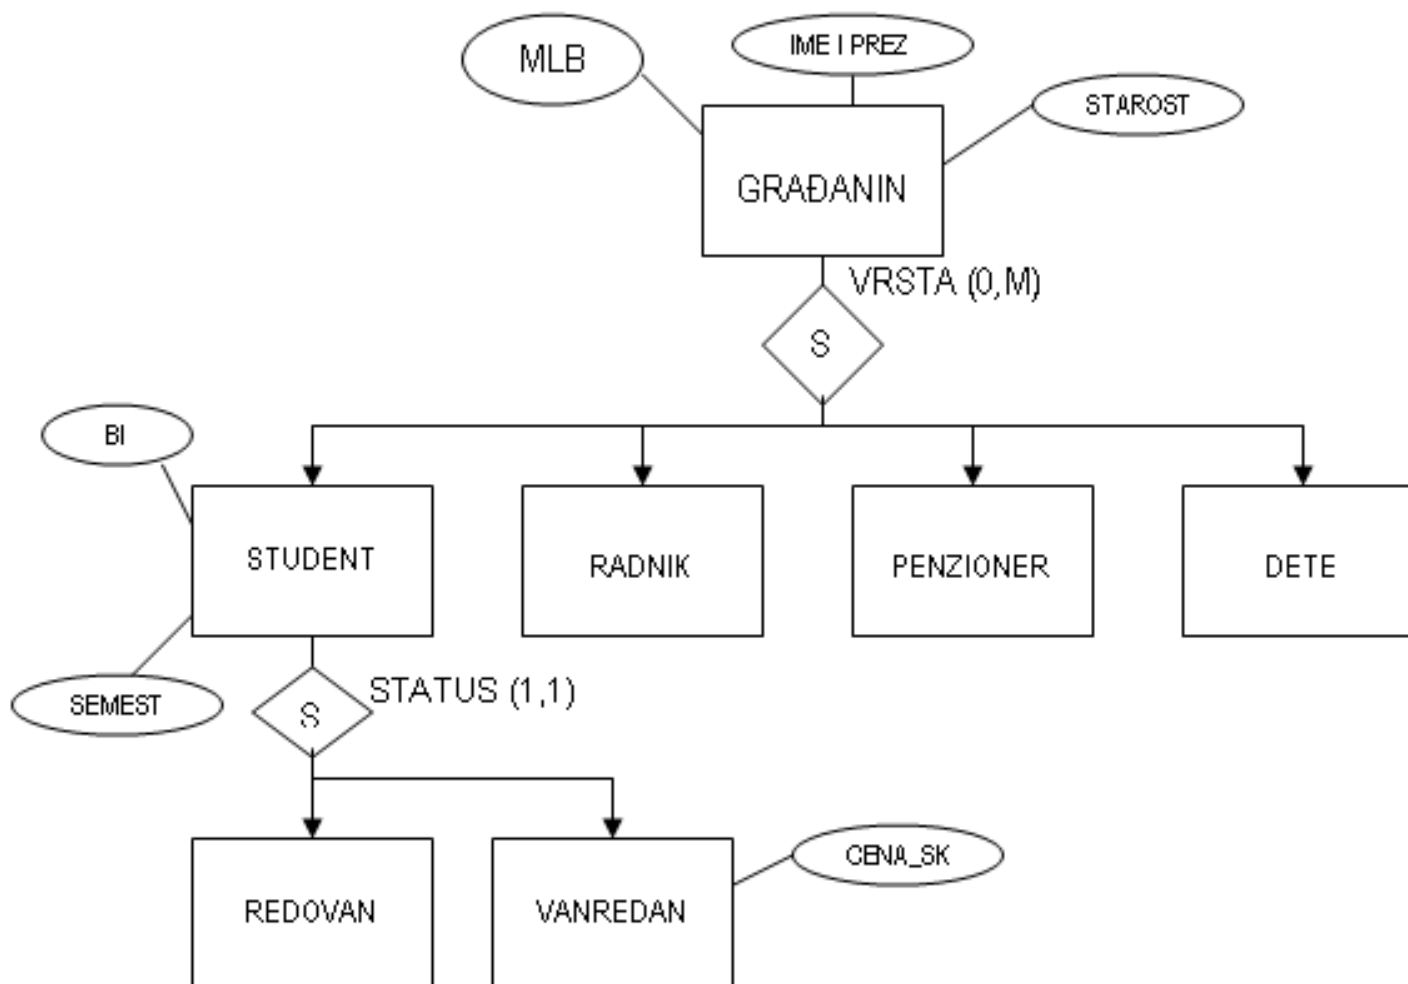 MLB
IME I PREZ
STAROST
GRAĐANIN
VRSTA (0,M)
S
BI
STUDENT
RADNIK
PENZIONER
DETE
SEMEST
STATUS (1,1)
S
REDOVAN
VANREDAN
CENA_SK